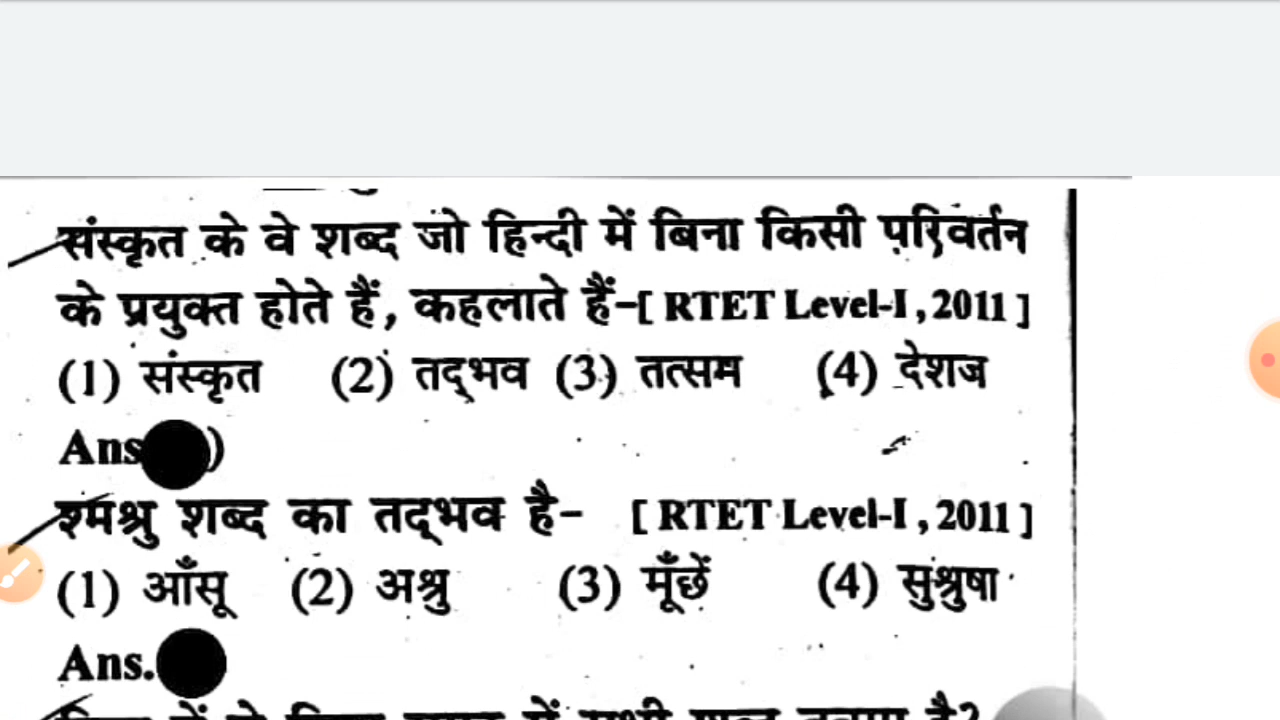 संस्कृत के वे शब्द जो हिन्दी में बिना किसी परिवर्तन
के प्रयुक्त होते हैं, कहलाते हैं-[ RTET Level-I, 2011 ]
(1) संस्कृत (2) तद्भव (3) तत्सम (4) देशज
Ans )
श्मश्रु शब्द का तद्भव है- [ RTET Level-I, 2011 ]
(1) आँसू (2) अश्रु (3) मूँछें (4) सुश्रुषा
Ans.
में से शब्द है?